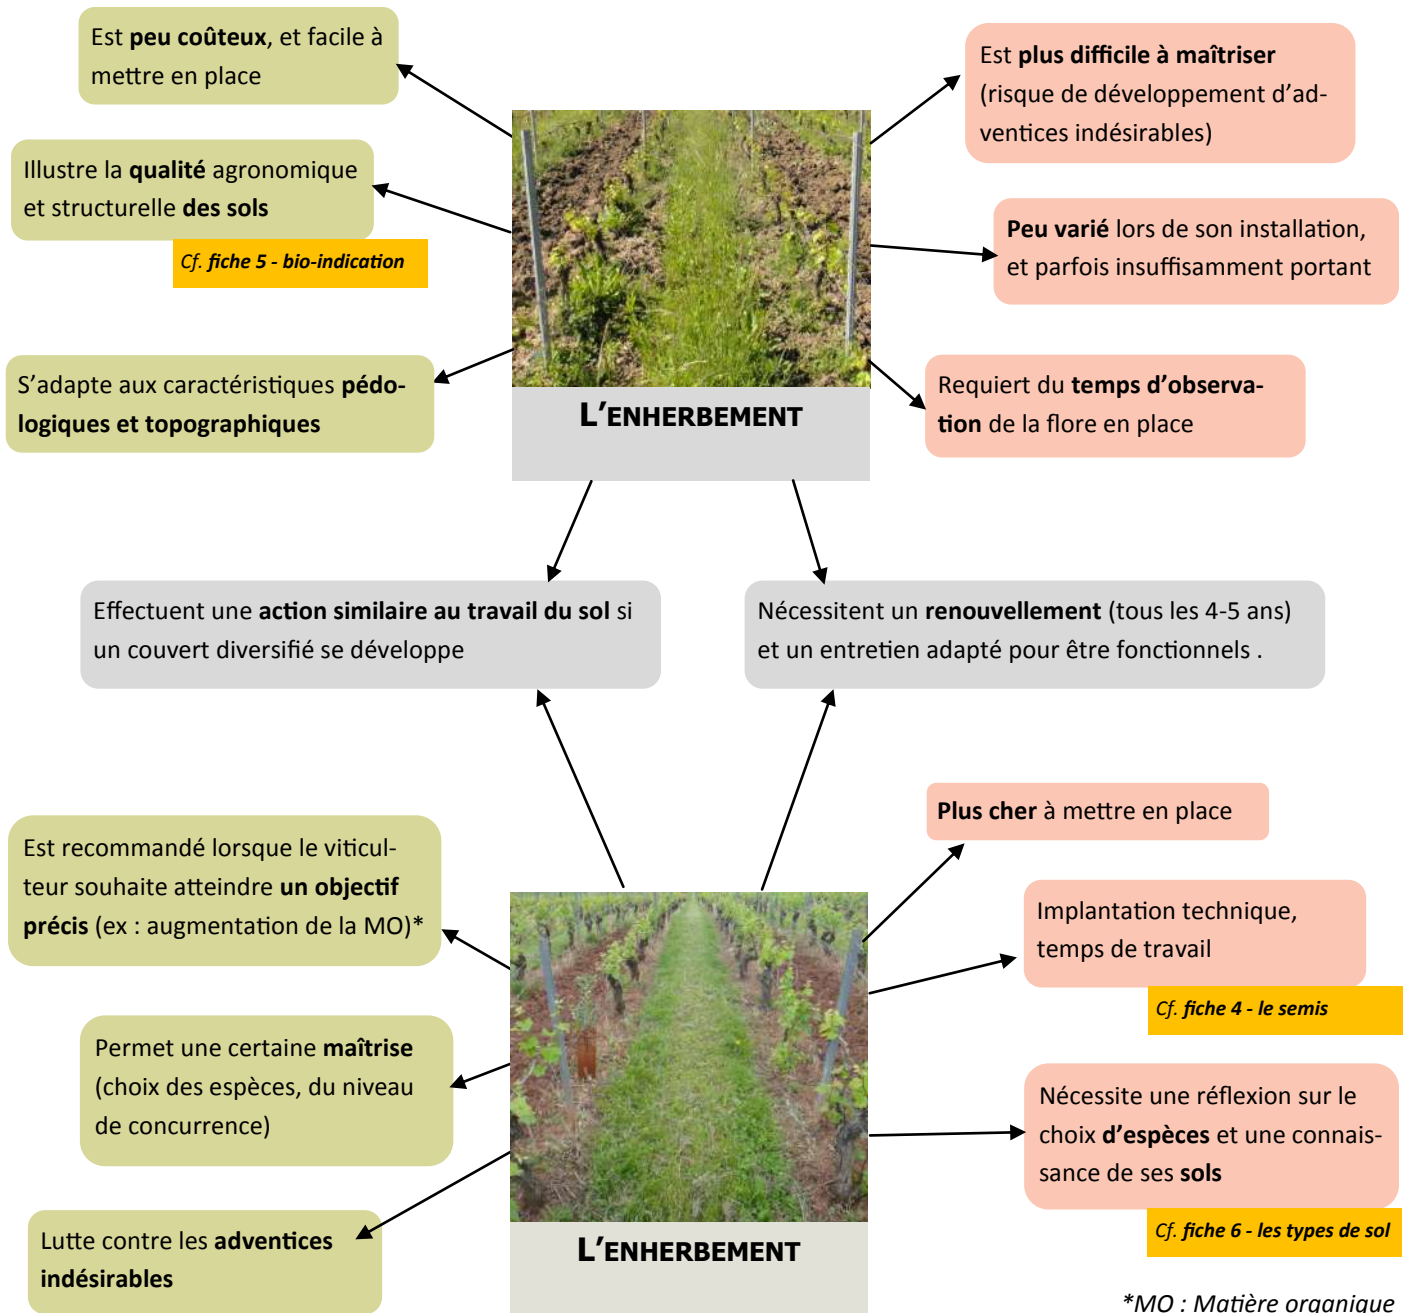 Est peu coûteux, et facile à
mettre en place
Illustre la qualité agronomique
et structurelle des sols
Cf. fiche 5 - bio-indication
S'adapte aux caractéristiques pédo-
logiques et topographiques
Est plus difficile à maîtriser
(risque de développement d'ad-
ventices indésirables)
Peu varié lors de son installation,
et parfois insuffisamment portant
Requiert du temps d'observa-
tion de la flore en place
L'ENHERBEMENT
Effectuent une action similaire au travail du sol si
un couvert diversifié se développe
Nécessitent un renouvellement (tous les 4-5 ans)
et un entretien adapté pour être fonctionnels .
Est recommandé lorsque le viticul-
teur souhaite atteindre un objectif
précis (ex : augmentation de la MO)*
Permet une certaine maîtrise
(choix des espèces, du niveau
de concurrence)
Lutte contre les adventices
indésirables
Plus cher à mettre en place
Implantation technique,
temps de travail
Cf. fiche 4 - le semis
Nécessite une réflexion sur le
choix d'espèces et une connais-
sance de ses sols
Cf. fiche 6 - les types de sol
L'ENHERBEMENT
*MO : Matière organique